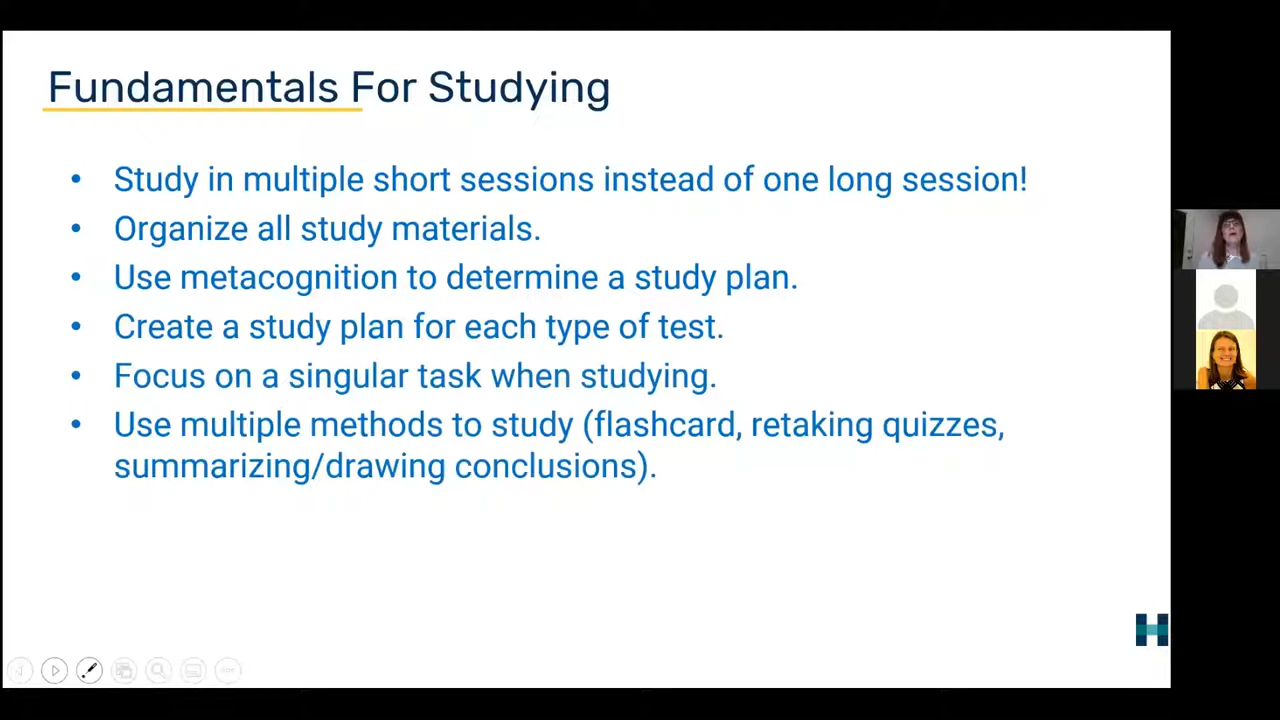 Fundamentals For Studying
• Study in multiple short sessions instead of one long session!
• Organize all study materials.
• Use metacognition to determine a study plan.
• Create a study plan for each type of test.
• Focus on a singular task when studying.
• Use multiple methods to study (flashcard, retaking quizzes,
summarizing/drawing conclusions).
H